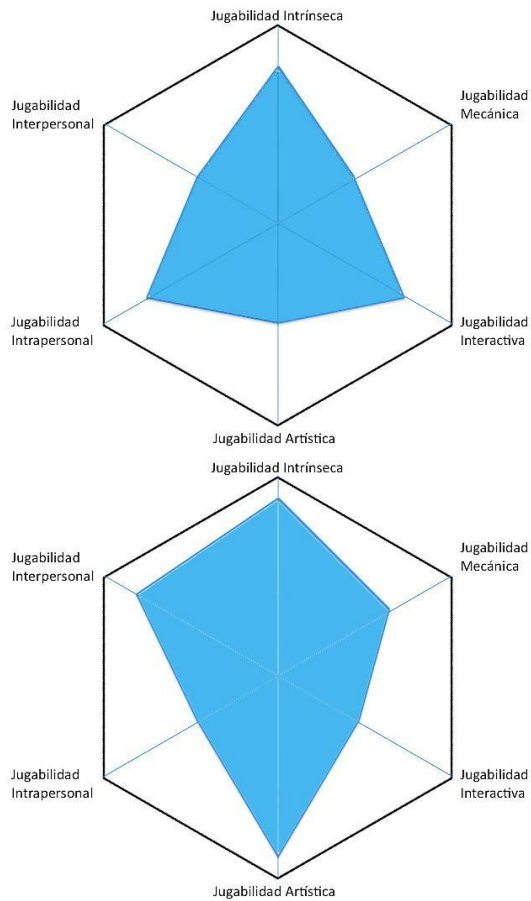 Jugabilidad Intrínseca
Jugabilidad
Mecánica
Jugabilidad
Interpersonal
Jugabilidad
Intrapersonal
Jugabilidad
Interactiva
Jugabilidad Artística
Jugabilidad Intrínseca
Jugabilidad
Mecánica
Jugabilidad
Interpersonal
Jugabilidad
Intrapersonal
Jugabilidad
Interactiva
Jugabilidad Artística